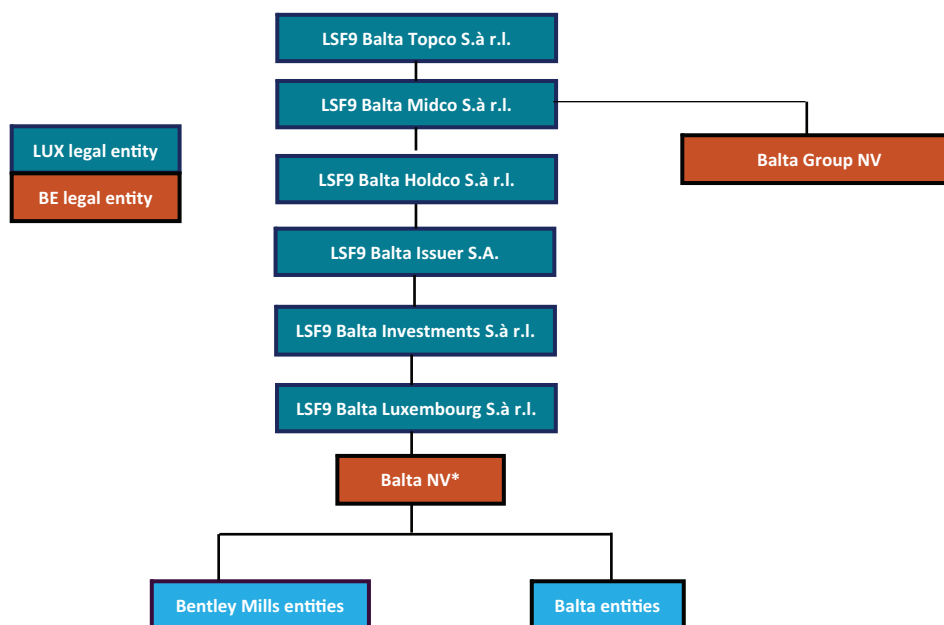 LSF9 Balta Topco S.à r.l.
LSF9 Balta Midco S.à r.l.
LUX legal entity
BE legal entity
Balta Group NV
LSF9 Balta Holdco S.à r.l.
LSF9 Balta Issuer S.A.
LSF9 Balta Investments S.à r.l.
LSF9 Balta Luxembourg S.à r.l.
Balta NV*
Bentley Mills entities
Balta entities